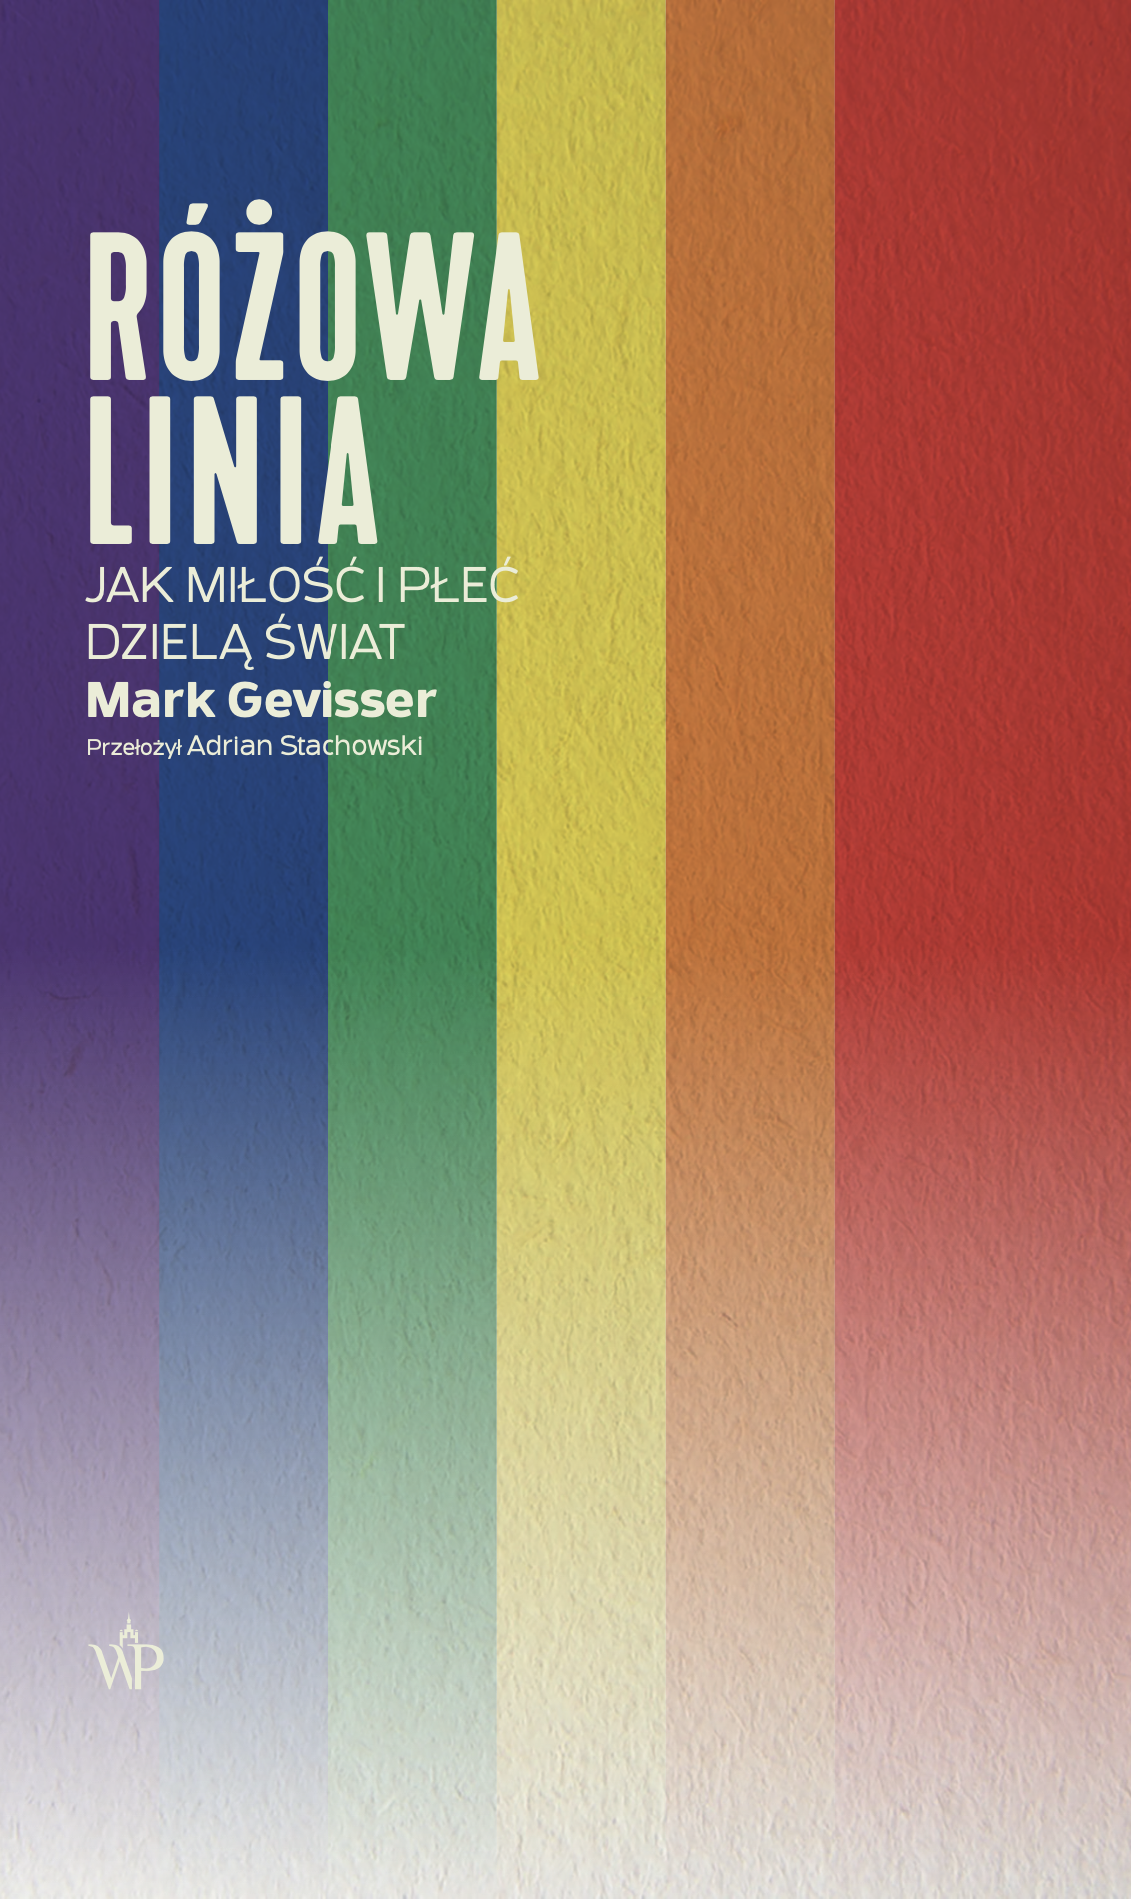 RÓŻOWA
LINIA
JAK MIŁOŚĆ I PŁEĆ
DZIELĄ ŚWIAT
Mark Gevisser
Przełożył Adrian Stachowski
WP